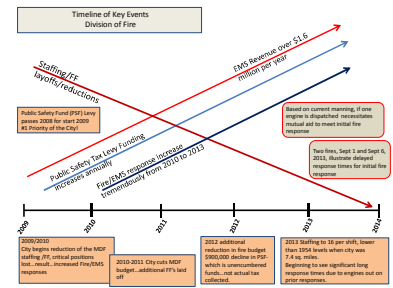 Timeline of Key Events
Division of Fire
EMS Revenue over $1.6
million per year
Staffing/FF
layoffs/reductions
Public Safety Fund (PSF) Levy
passes 2008 for start 2009
#1 Priority of the City!
Based on current manning, if one
engine is dispatched necessitates
mutual aid to meet initial fire
response
Public Safety Tax Levy Funding
increases annually
Fire/EMS response increase
tremendously from 2010 to 2013
Two fires, Sept 1 and Sept 6,
2013, illustrate delayed
response times for initial fire
response
2009
2010
2011
2012
2013
2014
2009/2010
City begins reduction of the MDF
staffing /FF, critical positions
lost...result...increased Fire/EMS
responses
2010-2011 City cuts MDF
budget...additional FF's laid
off
2012 additional
reduction in fire budget
$900,000 decline in PSF-
which is unencumbered
funds...not actual tax
collected.
2013 Staffing to 16 per shift, lower
than 1954 levels when city was
7.4 sq. miles.
Beginning to see significant long
response times due to engines out on
prior responses.